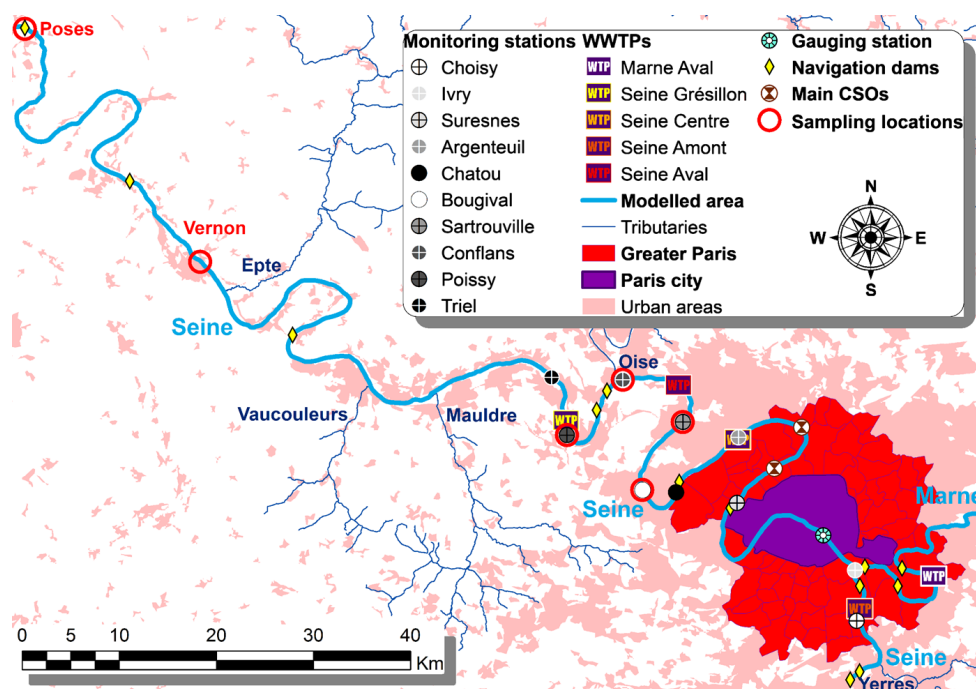 Poses
Monitoring stations
Choisy
Ivry
Suresnes
Argenteuil
Chatou
Bougival
Sartrouville
Conflans
Poissy
Triel
WWTPs
WTP Marne Aval
WTP Seine Grésillon
WTP Seine Centre
WTP Seine Amont
WTP Seine Aval
Modelled area
Tributaries
Greater Paris
Paris city
Urban areas
Gauging station
Navigation dams
Main CSOs
Sampling locations
N
W E
S
Vernon
Epte
Seine
Oise
WTP
Vaucouleurs
Mauldre
WTP
Seine
Marne
WTP
WTP
Seine
Yerres
0 5 10 20 30 40
Km